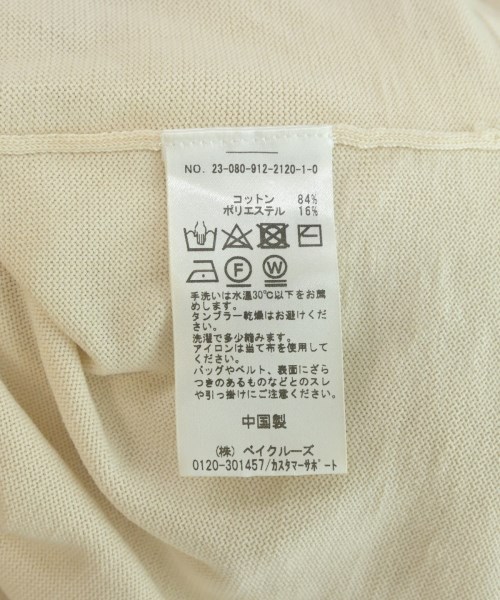 NO. 23-080-912-2120-1-0
コットン 84%
ポリエステル 16%
F W
手洗いは水温30℃以下をお薦
めします。
タンブラー乾燥はお避けくださ
い。
洗濯で多少縮みます。
アイロンは当て布を使用して
ください。
バッグやベルト、表面にざら
つきのあるものなどとのスレ
や引っ掛けにご注意ください。
中国製
(株) ベイクルーズ
0120-301457/カスタマーサポート